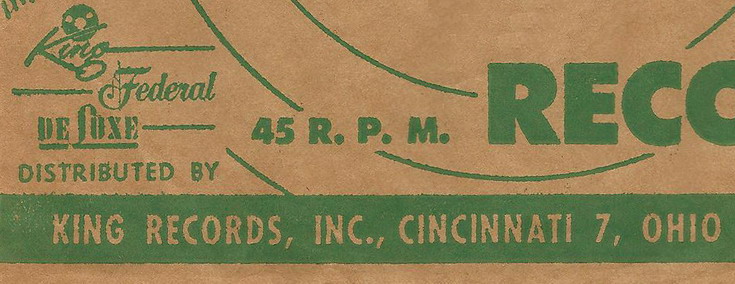 King
Federal
DE LUXE
45 R. P. M.
RECO
DISTRIBUTED BY
KING RECORDS, INC., CINCINNATI 7, OHIO